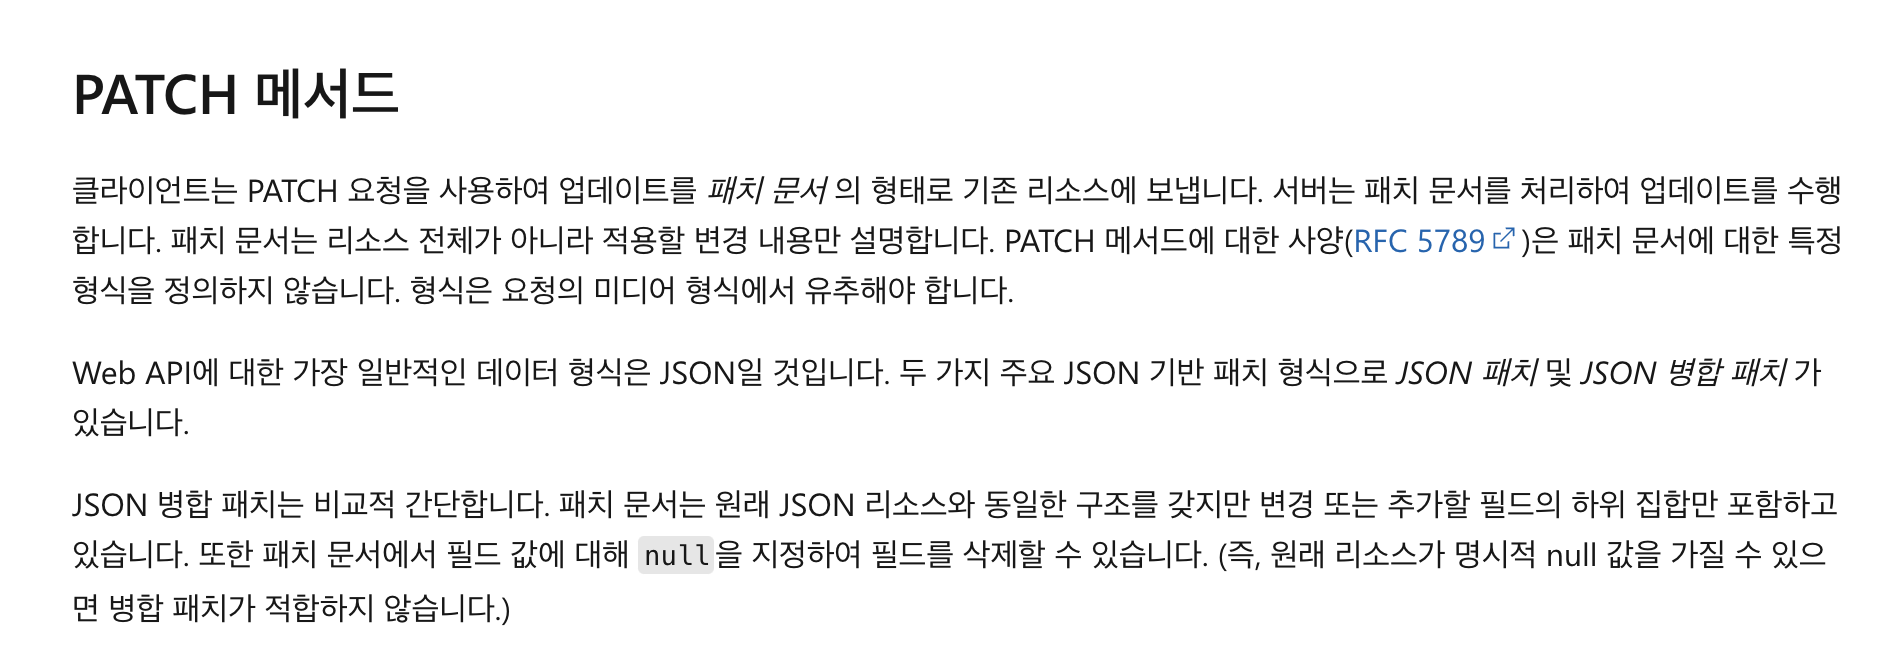 PATCH 메서드
클라이언트는 PATCH 요청을 사용하여 업데이트를 패치 문서 의 형태로 기존 리소스에 보냅니다. 서버는 패치 문서를 처리하여 업데이트를 수행
합니다. 패치 문서는 리소스 전체가 아니라 적용할 변경 내용만 설명합니다. PATCH 메서드에 대한 사양(RFC 5789 )은 패치 문서에 대한 특정
형식을 정의하지 않습니다. 형식은 요청의 미디어 형식에서 유추해야 합니다.
Web API에 대한 가장 일반적인 데이터 형식은 JSON일 것입니다. 두 가지 주요 JSON 기반 패치 형식으로 JSON 패치 및 JSON 병합 패치 가
있습니다.
JSON 병합 패치는 비교적 간단합니다. 패치 문서는 원래 JSON 리소스와 동일한 구조를 갖지만 변경 또는 추가할 필드의 하위 집합만 포함하고
있습니다. 또한 패치 문서에서 필드 값에 대해 null을 지정하여 필드를 삭제할 수 있습니다. (즉, 원래 리소스가 명시적 null 값을 가질 수 있으
면 병합 패치가 적합하지 않습니다.)